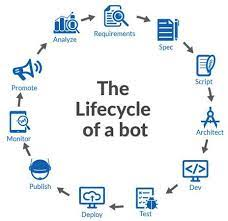 The
Lifecycle
of a bot
Requirements
Spec
Script
Architect
Dev
Test
Deploy
Publish
Monitor
Promote
Analyze